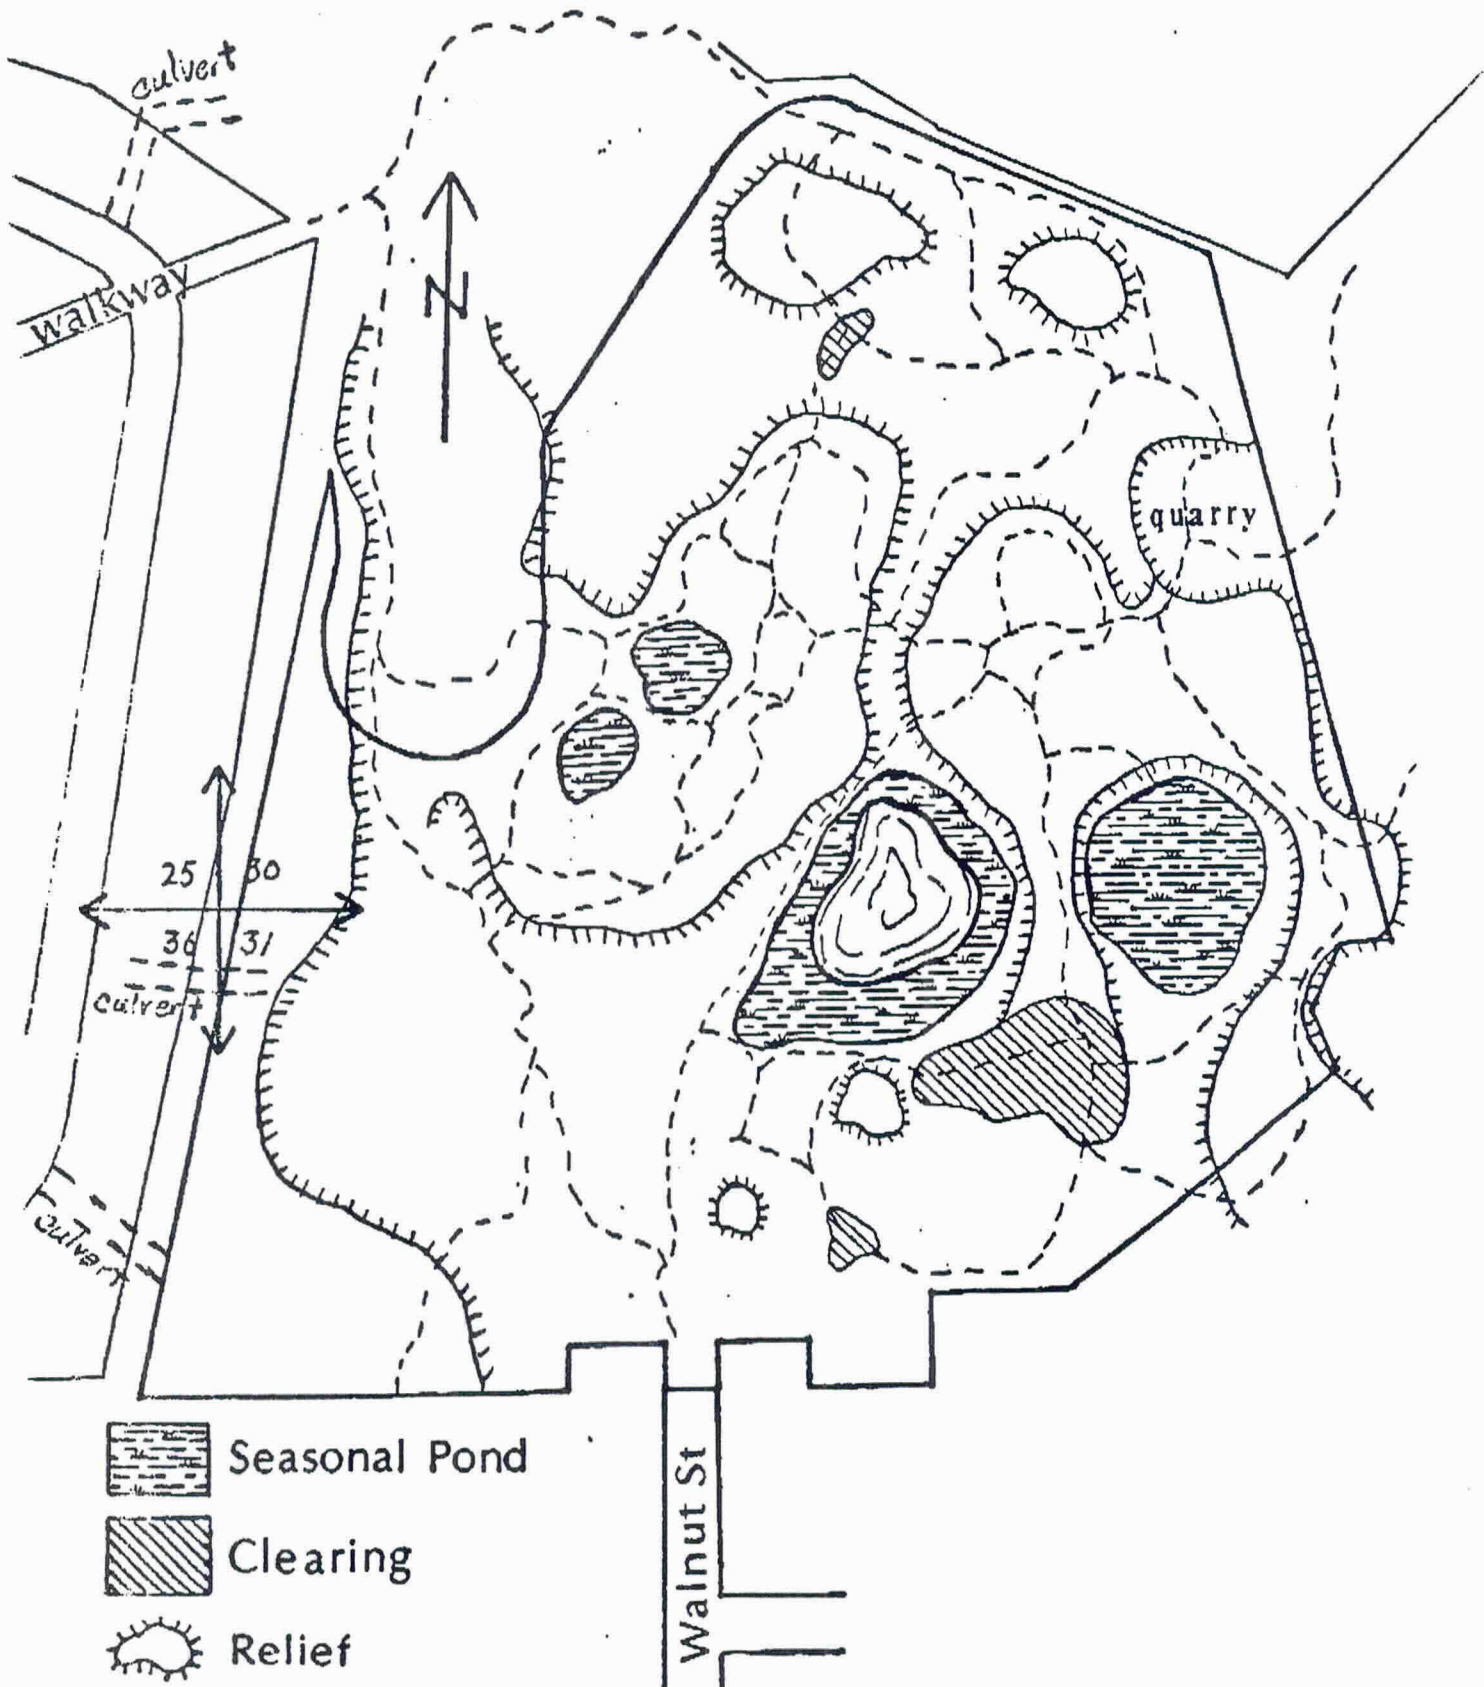 culvert
N
walkway
quarry
25 30
36 31
culvert
culvert
Seasonal Pond
Clearing
Relief
Walnut St